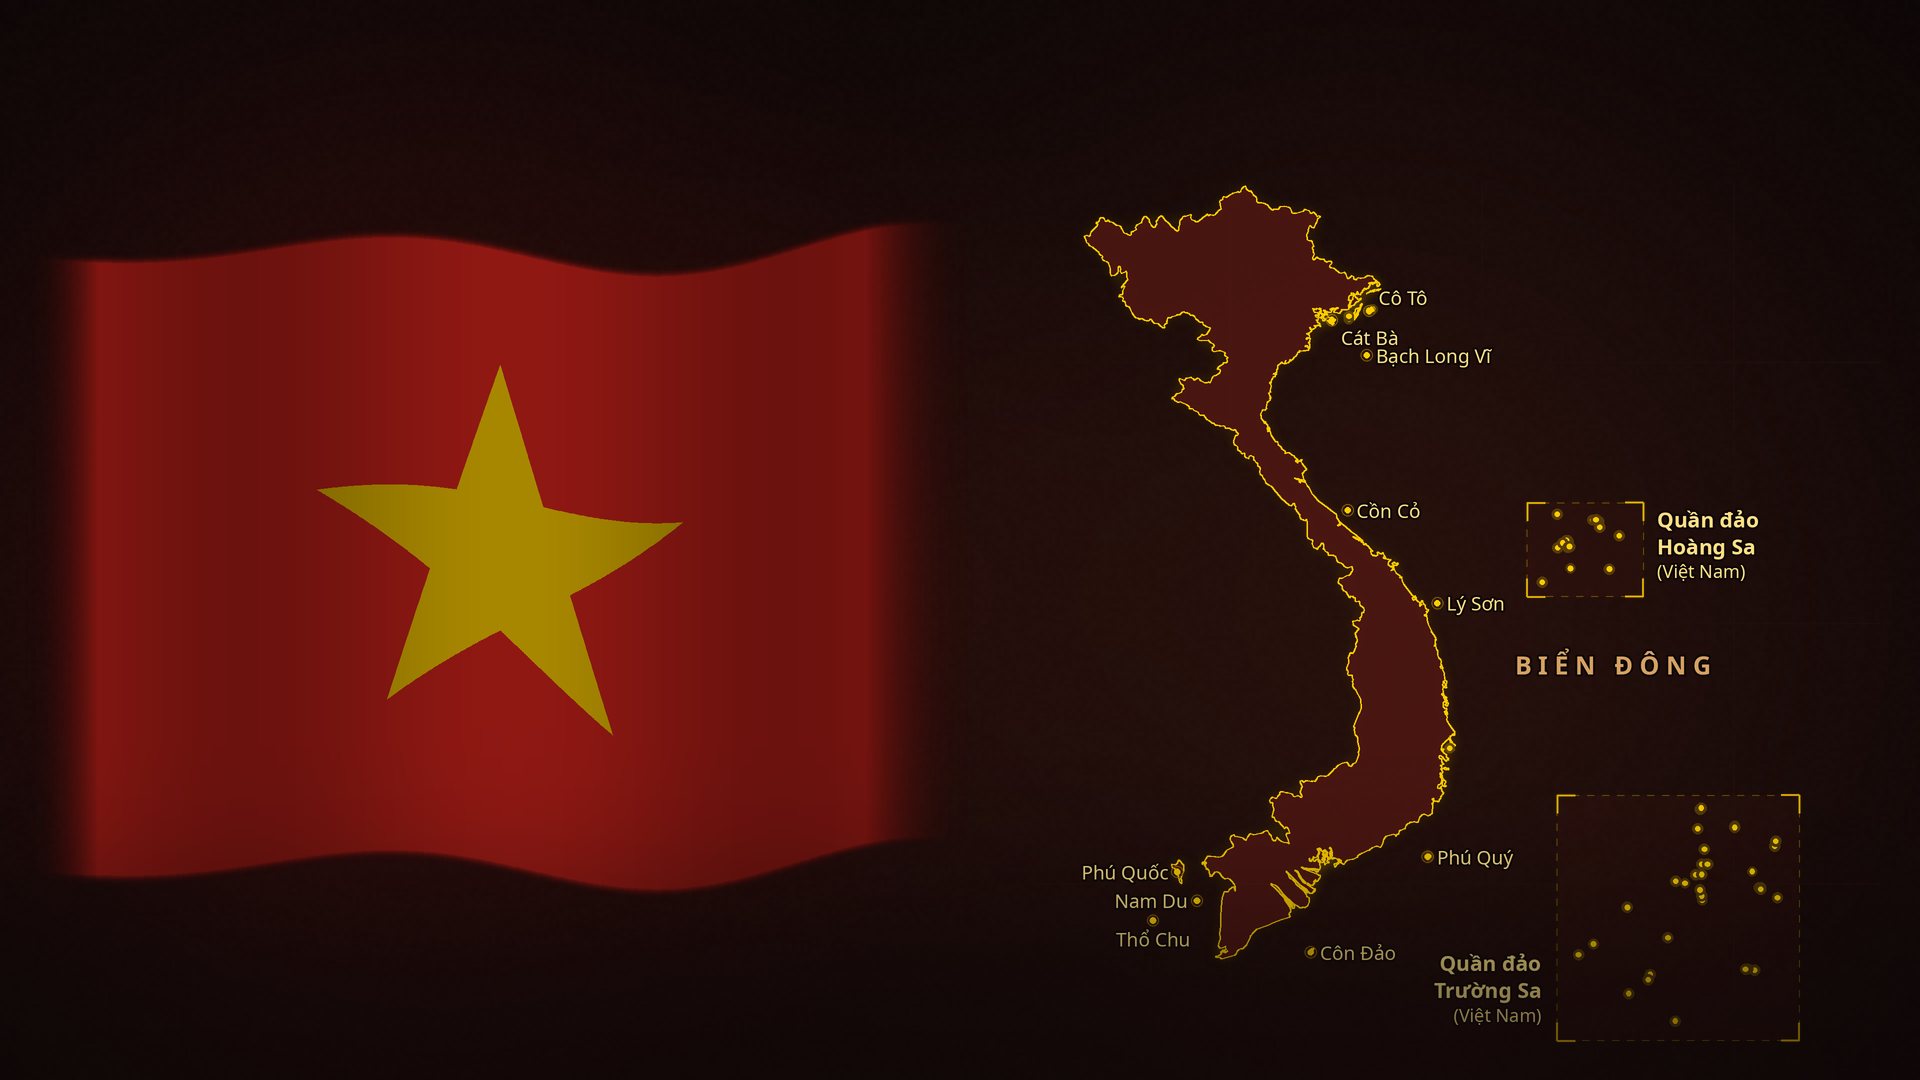 Cô Tô
Cát Bà
Bạch Long Vĩ
Cồn Cỏ
Quần đảo
Hoàng Sa
(Việt Nam)
Lý Sơn
BIỂN ĐÔNG
Phú Quý
Phú Quốc
Nam Du
Thổ Chu
Côn Đảo
Quần đảo
Trường Sa
(Việt Nam)